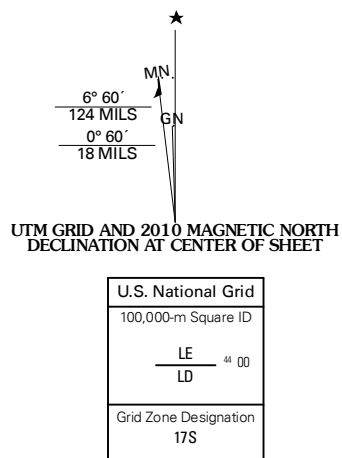 MN.
6° 60´
124 MILS
GN
0° 60´
18 MILS
UTM GRID AND 2010 MAGNETIC NORTH
DECLINATION AT CENTER OF SHEET
U.S. National Grid
100,000-m Square ID
LE
44 00
LD
Grid Zone Designation
17S